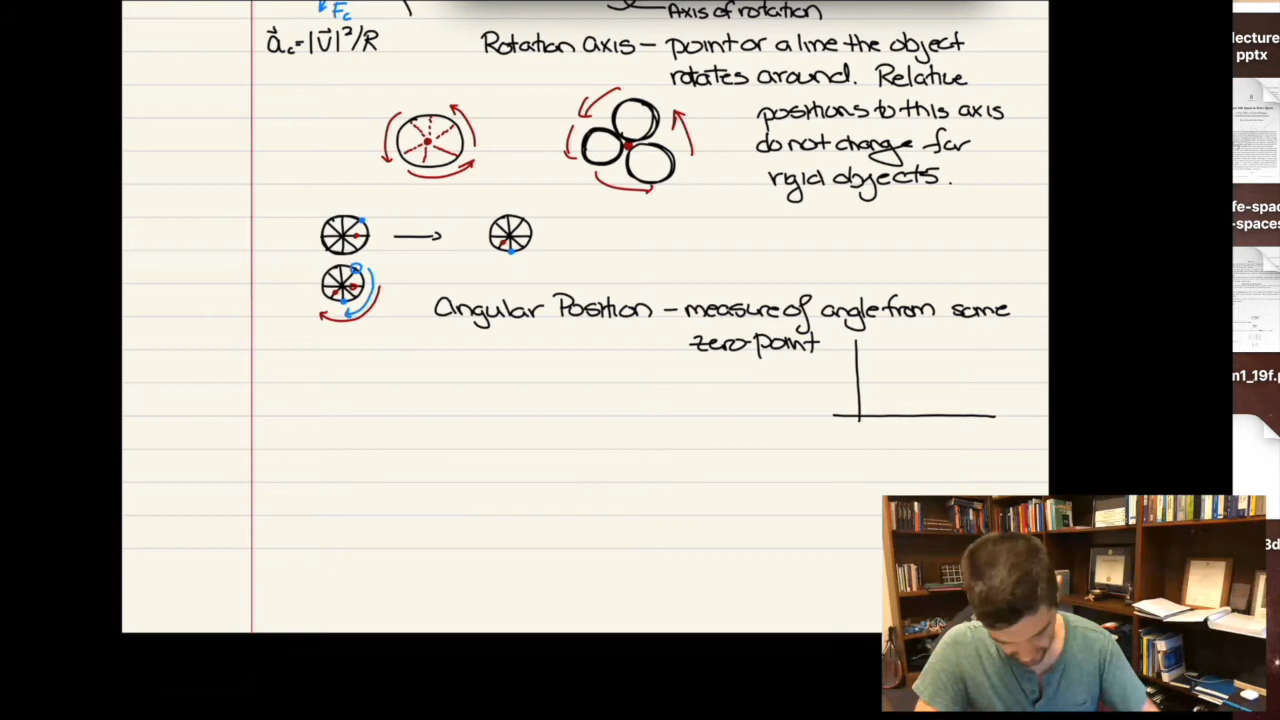 Fc
Axis of rotation
a⃗c = |v⃗|²/R
Rotation axis – point or a line the object
rotates around. Relative
positions to this axis
do not change for
rigid objects.
Angular Position – measure of angle from some
zero-point
lecture
pptx
fe-spac
-spaces
m1_19f.p
3d